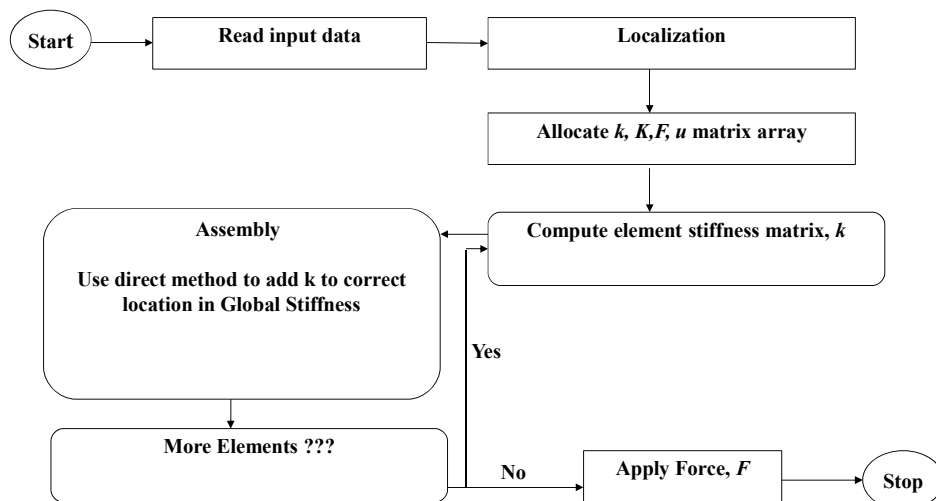 Start
Read input data
Localization
Allocate k, K,F, u matrix array
Compute element stiffness matrix, k
Assembly
Use direct method to add k to correct
location in Global Stiffness
Yes
More Elements ???
No
Apply Force, F
Stop